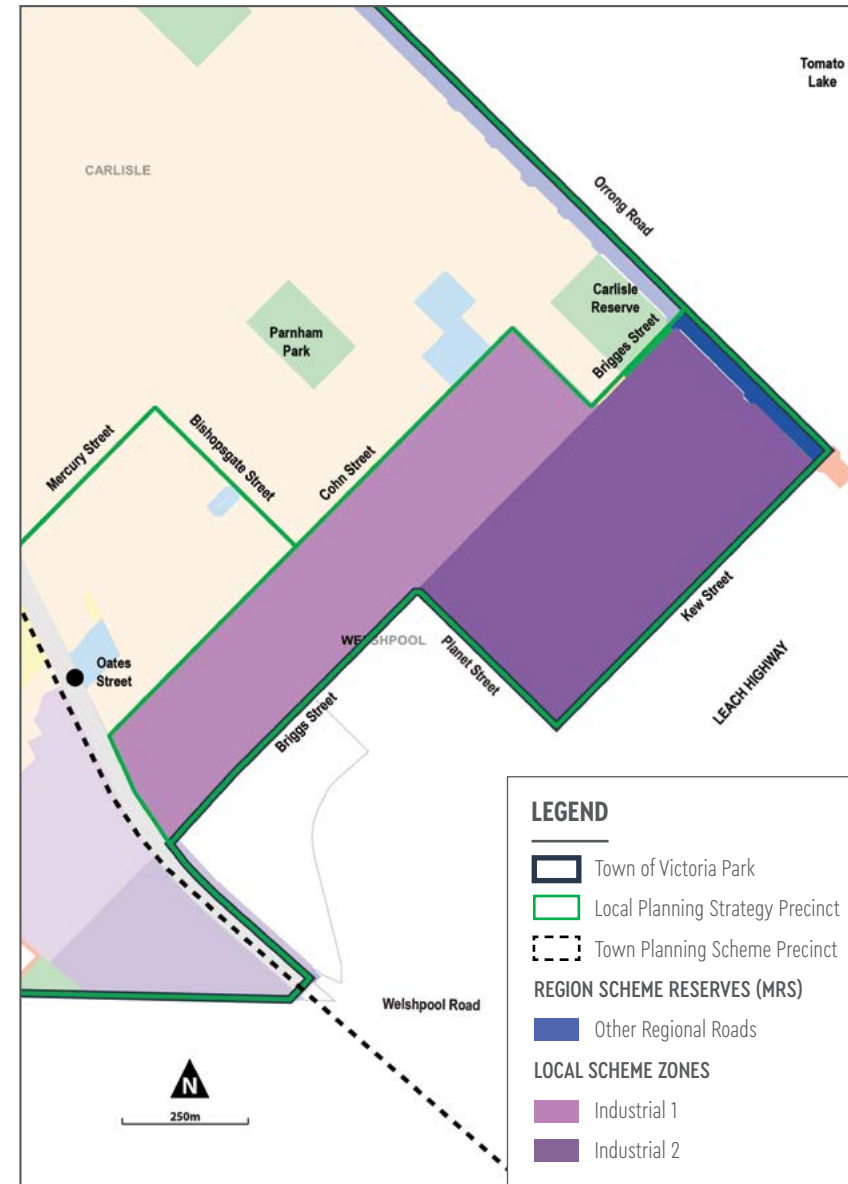 Tomato
Lake
CARLISLE
Orrong Road
Carlisle
Reserve
Brigges Street
Parnham
Park
Mercury Street
Bishopsgate Street
Cohn Street
Kew Street
WELSHPOOL
Planet Street
Oates
Street
LEACH HIGHWAY
Briggs Street
Welshpool Road
N
250m
LEGEND
Town of Victoria Park
Local Planning Strategy Precinct
Town Planning Scheme Precinct
REGION SCHEME RESERVES (MRS)
Other Regional Roads
LOCAL SCHEME ZONES
Industrial 1
Industrial 2